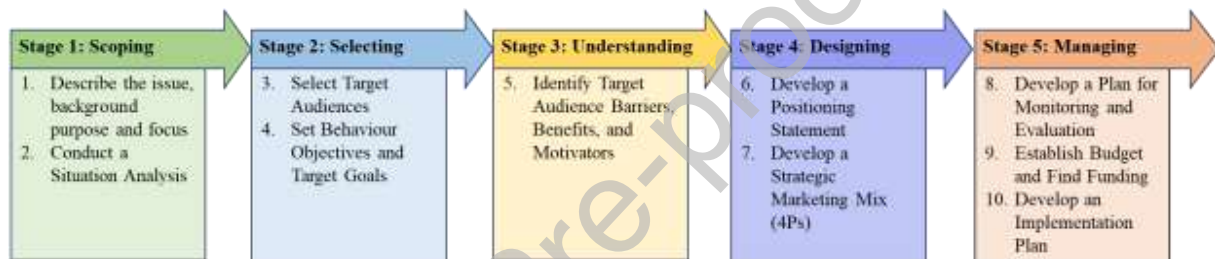 Stage 1: Scoping
1. Describe the issue,
background
purpose and focus
2. Conduct a
Situation Analysis
Stage 2: Selecting
3. Select Target
Audiences
4. Set Behaviour
Objectives and
Target Goals
Stage 3: Understanding
5. Identify Target
Audience Barriers,
Benefits, and
Motivators
Stage 4: Designing
6. Develop a
Positioning
Statement
7. Develop a
Strategic
Marketing Mix
(4Ps)
Stage 5: Managing
8. Develop a Plan for
Monitoring and
Evaluation
9. Establish Budget
and Find Funding
10. Develop an
Implementation
Plan